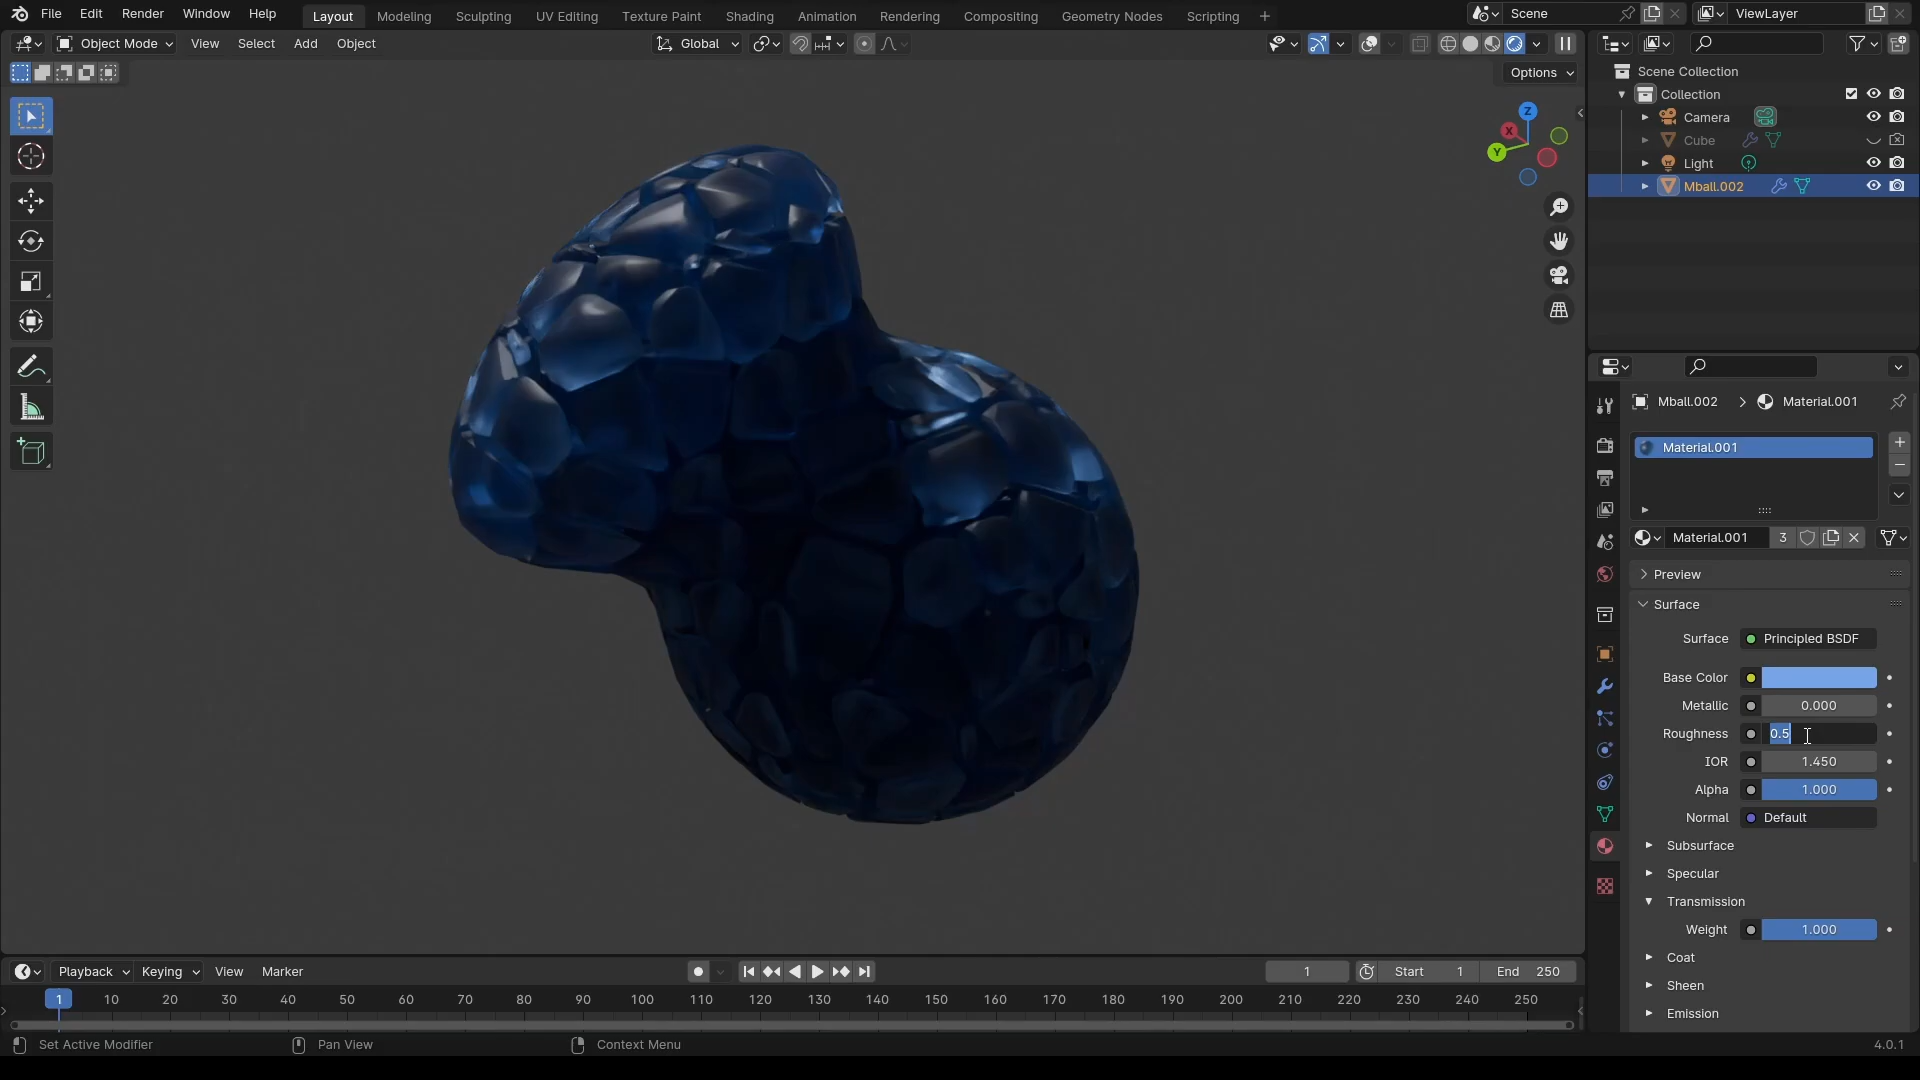 File Edit Render Window Help Layout Modeling Sculpting UV Editing Texture Paint Shading Animation Rendering Compositing Geometry Nodes Scripting + Scene ViewLayer
Object Mode View Select Add Object Global
Options
Scene Collection
Collection
Camera
Cube
Light
Mball.002
Mball.002 > Material.001
Material.001
Material.001 3
Preview
Surface
Surface Principled BSDF
Base Color
Metallic 0.000
Roughness 0.5
IOR 1.450
Alpha 1.000
Normal Default
Subsurface
Specular
Transmission
Weight 1.000
Coat
Sheen
Emission
X
Y
Z
Playback Keying View Marker 1 Start 1 End 250
1 10 20 30 40 50 60 70 80 90 100 110 120 130 140 150 160 170 180 190 200 210 220 230 240 250
Set Active Modifier Pan View Context Menu 4.0.1